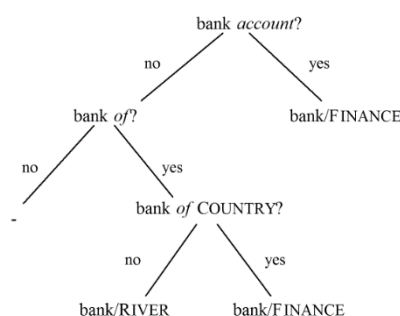 bank account?
no
yes
bank of?
bank/FINANCE
no
yes
-
bank of COUNTRY?
no
yes
bank/RIVER
bank/FINANCE